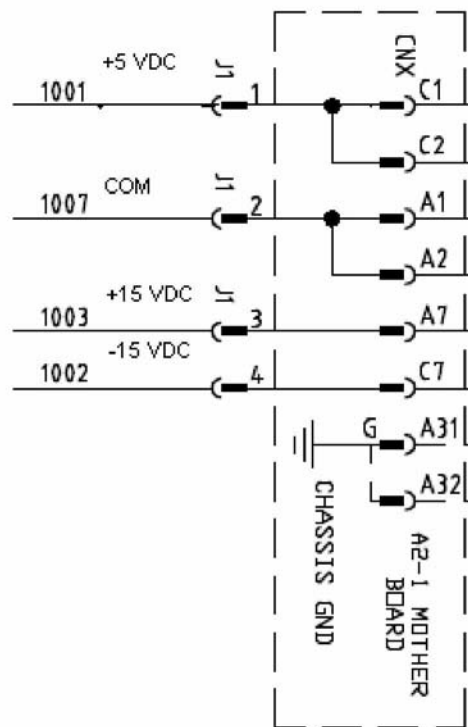 +5 VDC
1001
J1
1
CNX
C1
C2
COM
1007
J1
2
A1
A2
+15 VDC
1003
J1
3
A7
-15 VDC
1002
4
C7
G
A31
A32
CHASSIS GND
A2-1 MOTHER
BOARD